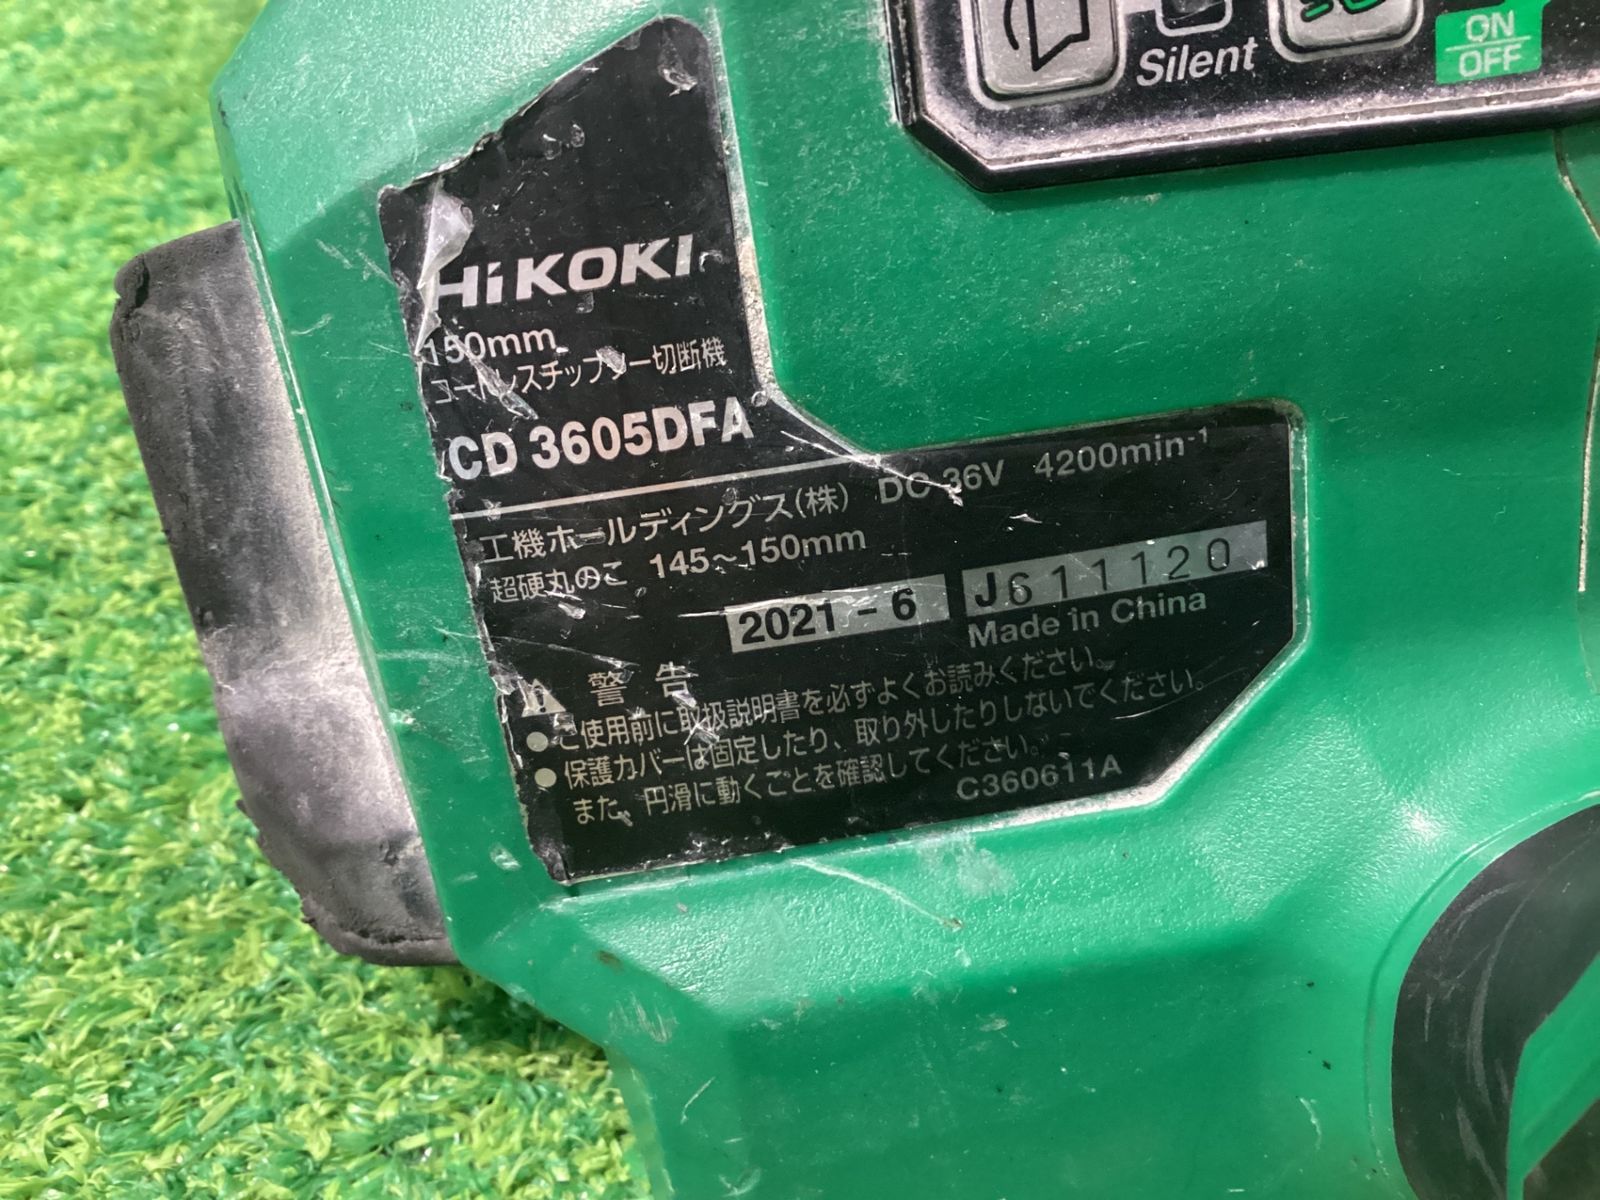 Silent
ON
OFF
HiKOKI
150mm
コードレスチップソー切断機
CD 3605DFA
工機ホールディングス(株) DC 36V 4200min⁻¹
超硬丸のこ 145~150mm
2021 - 6 J611120
Made in China
警告
● ご使用前に取扱説明書を必ずよくお読みください。
● 保護カバーは固定したり、取り外したりしないでください。
また、円滑に動くことを確認してください。
C360611A